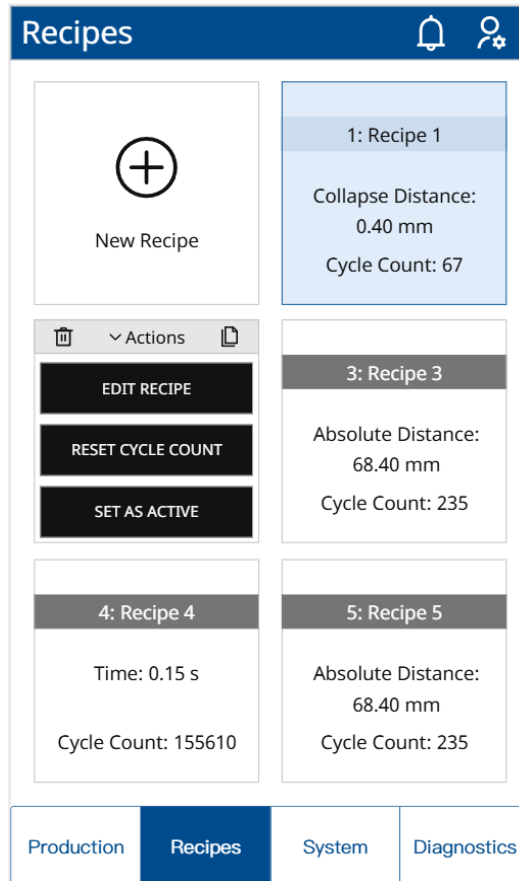 Recipes
New Recipe
1: Recipe 1
Collapse Distance:
0.40 mm
Cycle Count: 67
Actions
EDIT RECIPE
RESET CYCLE COUNT
SET AS ACTIVE
3: Recipe 3
Absolute Distance:
68.40 mm
Cycle Count: 235
4: Recipe 4
Time: 0.15 s
Cycle Count: 155610
5: Recipe 5
Absolute Distance:
68.40 mm
Cycle Count: 235
Production
Recipes
System
Diagnostics